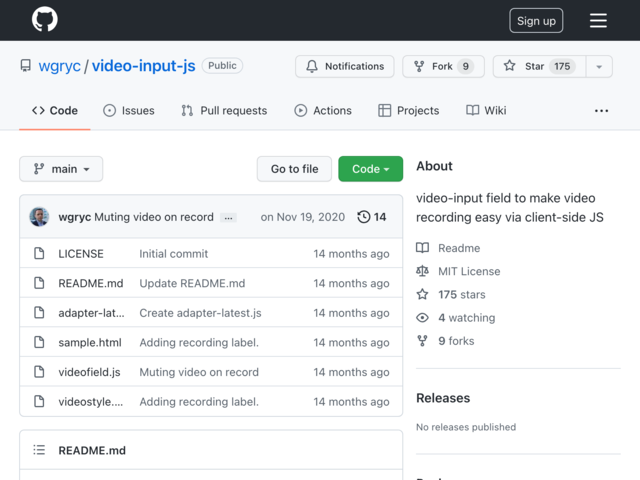 Sign up
wgryc / video-input-js Public
Notifications Fork 9 Star 175
Code Issues Pull requests Actions Projects Wiki ...
main Go to file Code
wgryc Muting video on record ... on Nov 19, 2020 14
LICENSE Initial commit 14 months ago
README.md Update README.md 14 months ago
adapter-lat... Create adapter-latest.js 14 months ago
sample.html Adding recording label. 14 months ago
videofield.js Muting video on record 14 months ago
videostyle.... Adding recording label. 14 months ago
README.md
About
video-input field to make video
recording easy via client-side JS
Readme
MIT License
175 stars
4 watching
9 forks
Releases
No releases published